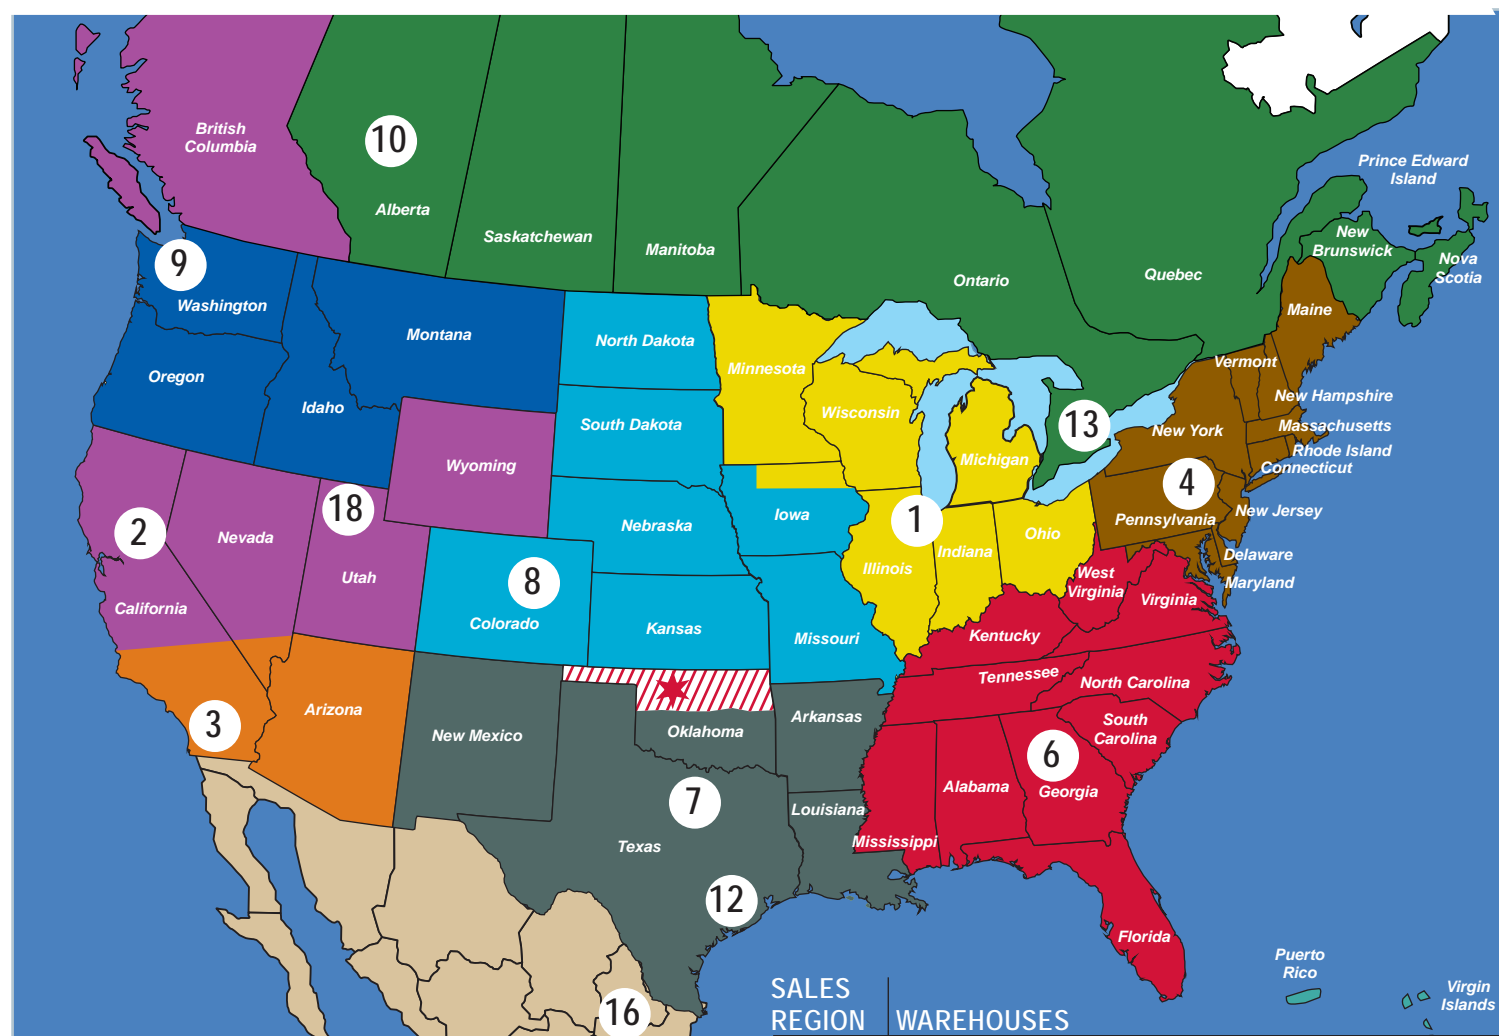 British
Columbia
10
Alberta
Saskatchewan
Manitoba
Ontario
Quebec
Prince Edward
Island
New
Brunswick
Nova
Scotia
9
Washington
Montana
Oregon
Idaho
North Dakota
South Dakota
Minnesota
Wisconsin
Michigan
13
Maine
Vermont
New Hampshire
New York
Massachusetts
Rhode Island
Connecticut
4
Pennsylvania
New Jersey
Delaware
Maryland
Wyoming
18
2
Nevada
Utah
California
8
Colorado
Nebraska
Kansas
Iowa
Missouri
1
Illinois
Indiana
Ohio
West
Virginia
Virginia
Kentucky
Tennessee
North Carolina
South
Carolina
3
Arizona
New Mexico
Oklahoma
Arkansas
7
Texas
12
Louisiana
Mississippi
Alabama
6
Georgia
Florida
Puerto
Rico
Virgin
Islands
16
SALES
REGION
WAREHOUSES